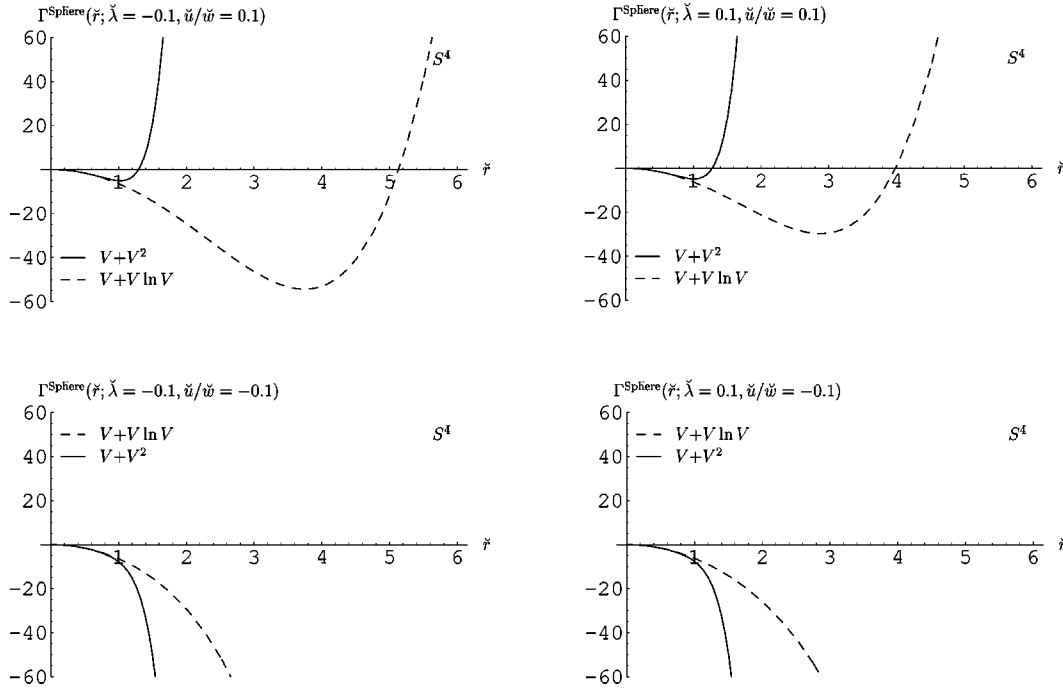 Γ^Sphere(r̆; λ̆ = −0.1, ŭ/w̆ = 0.1)
60
40
20
−20
−40
−60
1 2 3 4 5 6 r̆
S⁴
V+V²
V+V ln V
Γ^Sphere(r̆; λ̆ = 0.1, ŭ/w̆ = 0.1)
60
40
20
−20
−40
−60
1 2 3 4 5 6 r̆
S⁴
V+V²
V+V ln V
Γ^Sphere(r̆; λ̆ = −0.1, ŭ/w̆ = −0.1)
60
40
20
−20
−40
−60
V+V ln V
V+V²
S⁴
1 2 3 4 5 6 r̆
Γ^Sphere(r̆; λ̆ = 0.1, ŭ/w̆ = −0.1)
60
40
20
−20
−40
−60
V+V ln V
V+V²
S⁴
1 2 3 4 5 6 r̆